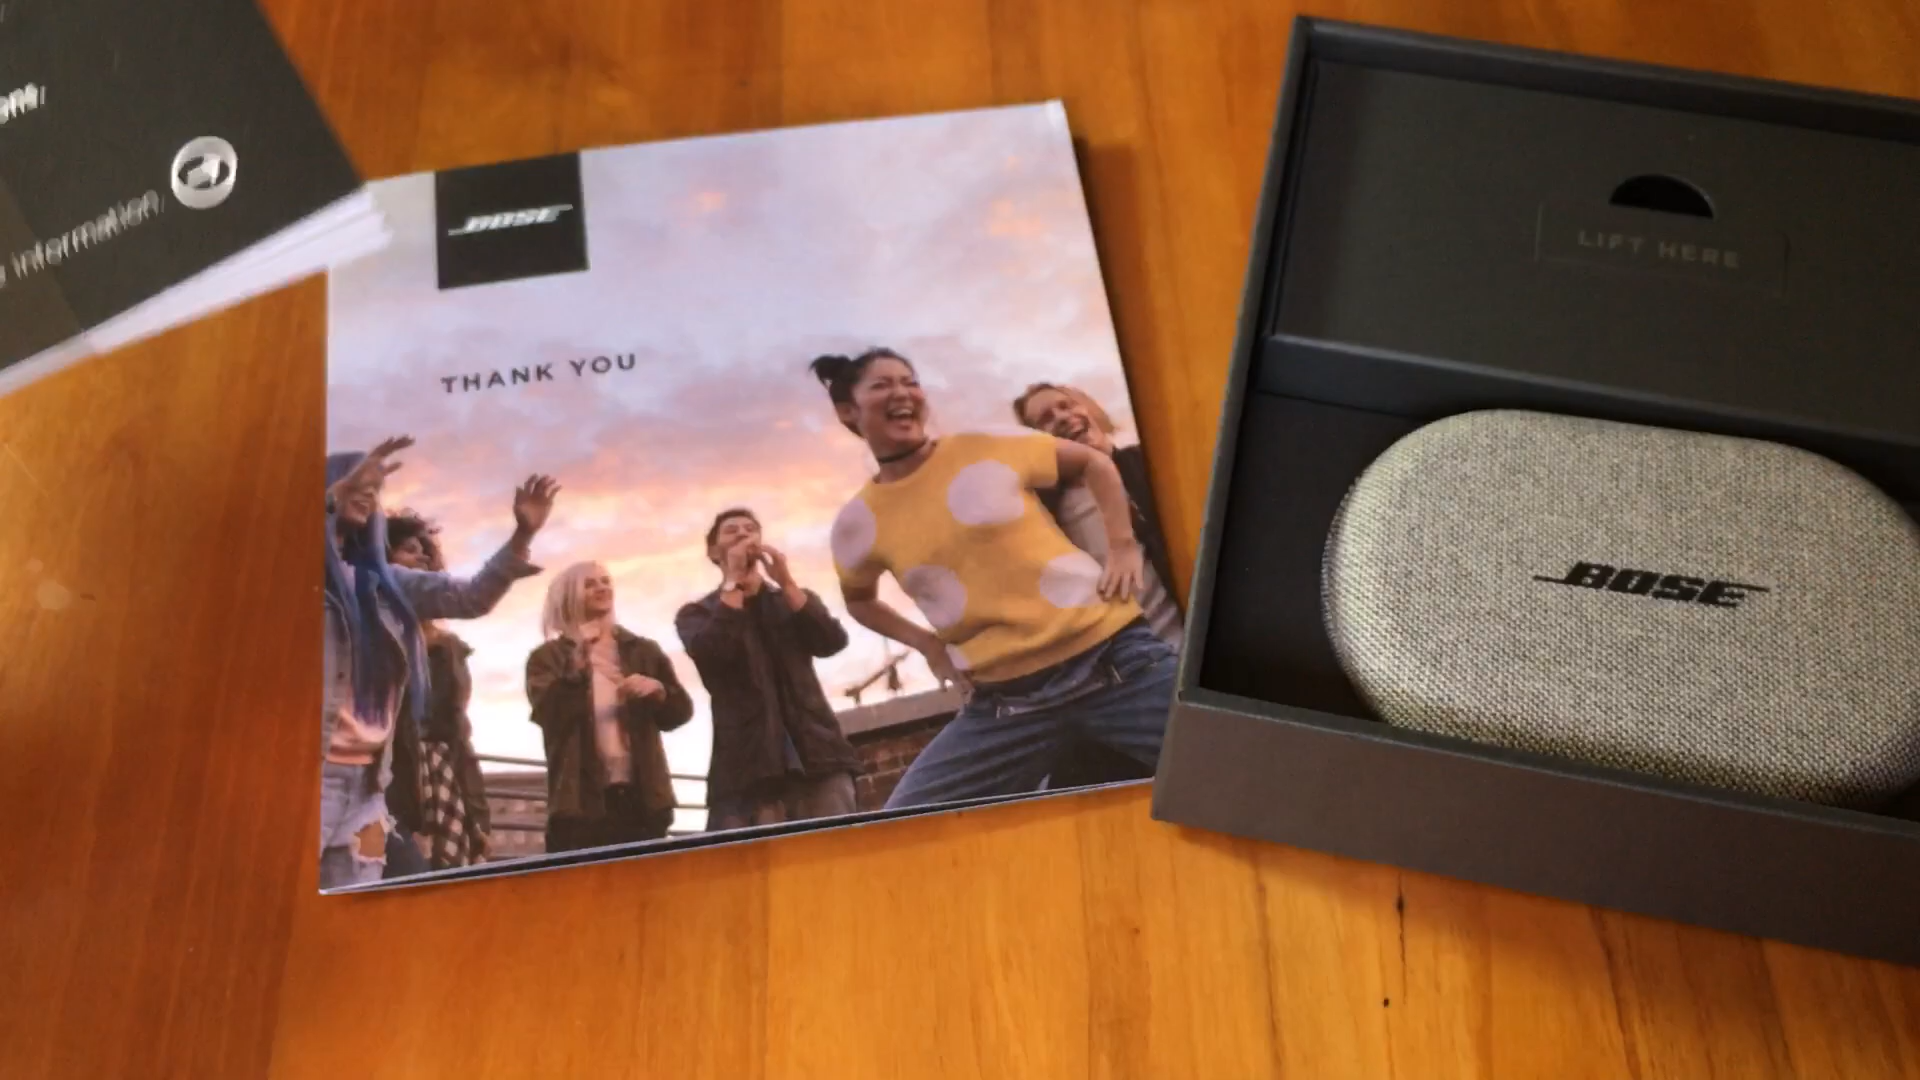 information
BOSE
THANK YOU
LIFT HERE
BOSE